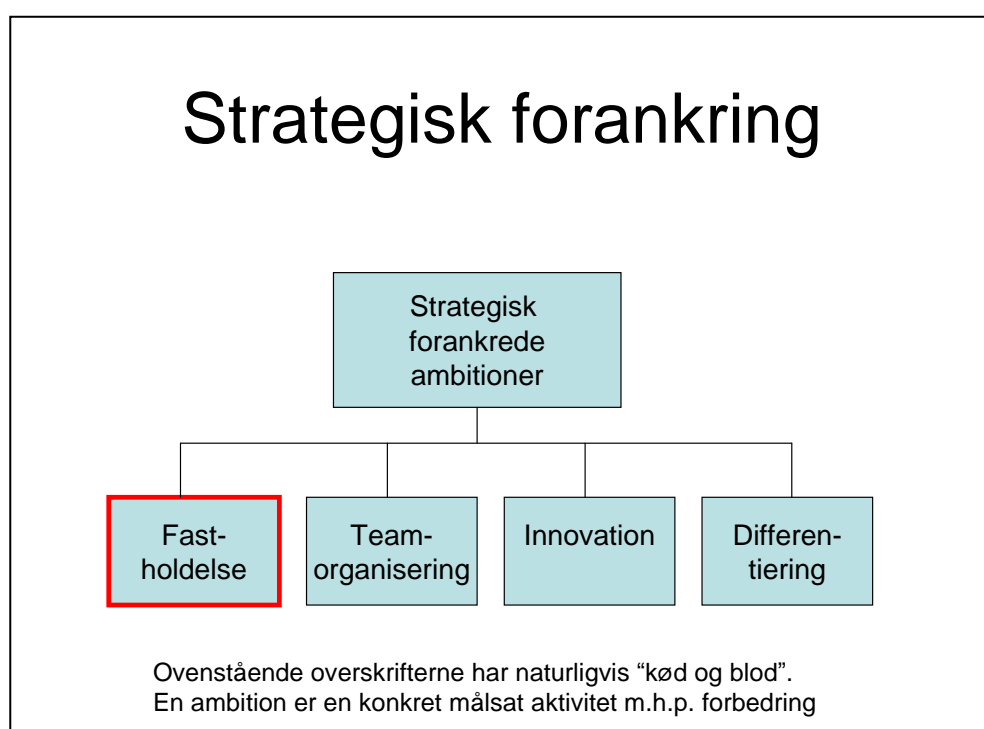 Strategisk forankring
Strategisk
forankrede
ambitioner
Fast-
holdelse
Team-
organisering
Innovation
Differen-
tiering
Ovenstående overskrifterne har naturligvis “kød og blod”.
En ambition er en konkret målsat aktivitet m.h.p. forbedring